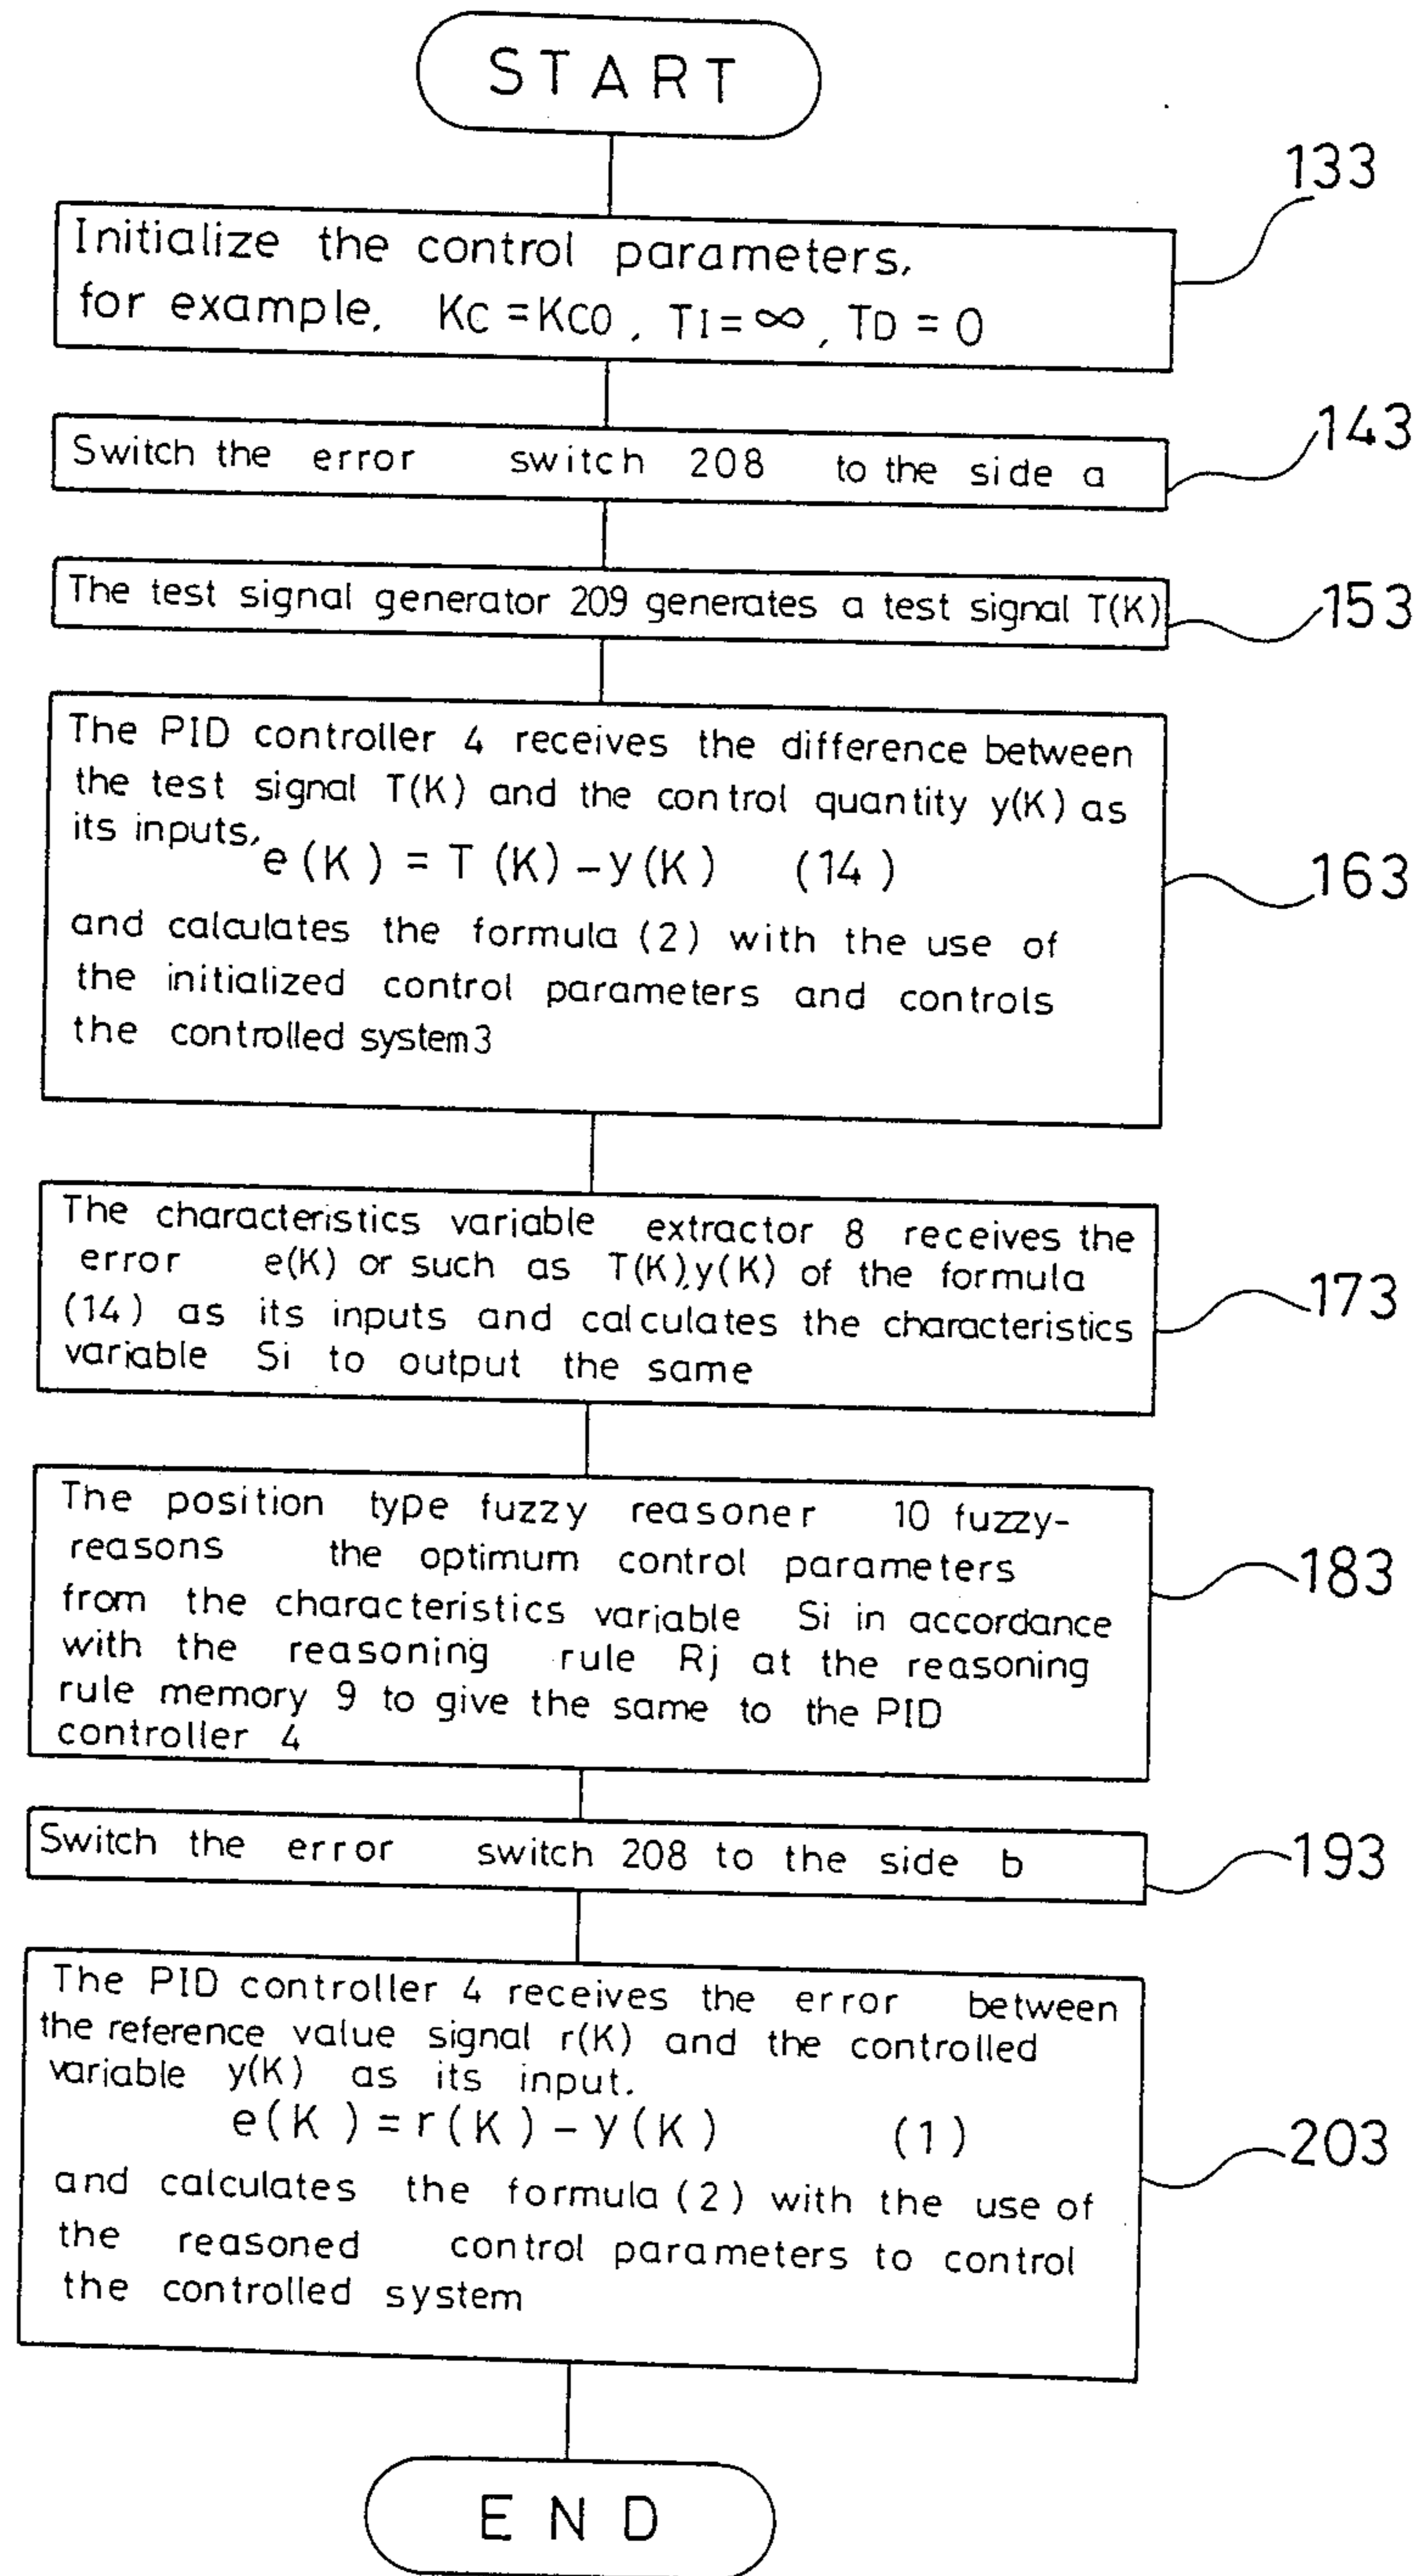 START
133
Initialize the control parameters,
for example, KC = KC0, TI = ∞, TD = 0
143
Switch the error switch 208 to the side a
The test signal generator 209 generates a test signal T(K)
153
The PID controller 4 receives the difference between
the test signal T(K) and the control quantity y(K) as
its inputs,
e(K) = T(K) - y(K) (14)
163
and calculates the formula (2) with the use of
the initialized control parameters and controls
the controlled system3
The characteristics variable extractor 8 receives the
error e(K) or such as T(K),y(K) of the formula
(14) as its inputs and calculates the characteristics
173
variable Si to output the same
The position type fuzzy reasoner 10 fuzzy-
reasons the optimum control parameters
183
from the characteristics variable Si in accordance
with the reasoning rule Rj at the reasoning
rule memory 9 to give the same to the PID
controller 4
Switch the error switch 208 to the side b
193
The PID controller 4 receives the error between
the reference value signal r(K) and the controlled
variable y(K) as its input.
e(K) = r(K) - y(K) (1)
203
and calculates the formula (2) with the use of
the reasoned control parameters to control
the controlled system
END